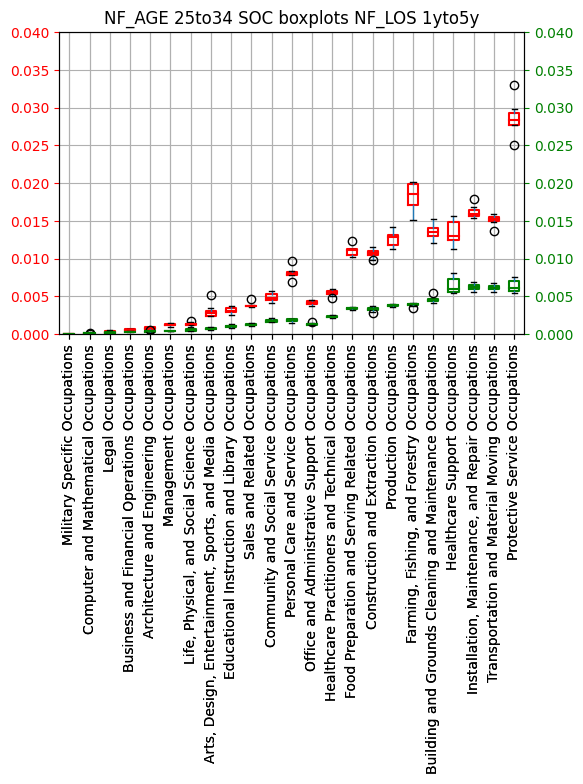 NF_AGE 25to34 SOC boxplots NF_LOS 1yto5y
0.040 0.040
0.035 0.035
0.030 0.030
0.025 0.025
0.020 0.020
0.015 0.015
0.010 0.010
0.005 0.005
0.000 0.000
Military Specific Occupations
Computer and Mathematical Occupations
Legal Occupations
Business and Financial Operations Occupations
Architecture and Engineering Occupations
Management Occupations
Life, Physical, and Social Science Occupations
Arts, Design, Entertainment, Sports, and Media Occupations
Educational Instruction and Library Occupations
Sales and Related Occupations
Community and Social Service Occupations
Personal Care and Service Occupations
Office and Administrative Support Occupations
Healthcare Practitioners and Technical Occupations
Food Preparation and Serving Related Occupations
Construction and Extraction Occupations
Production Occupations
Farming, Fishing, and Forestry Occupations
Building and Grounds Cleaning and Maintenance Occupations
Healthcare Support Occupations
Installation, Maintenance, and Repair Occupations
Transportation and Material Moving Occupations
Protective Service Occupations